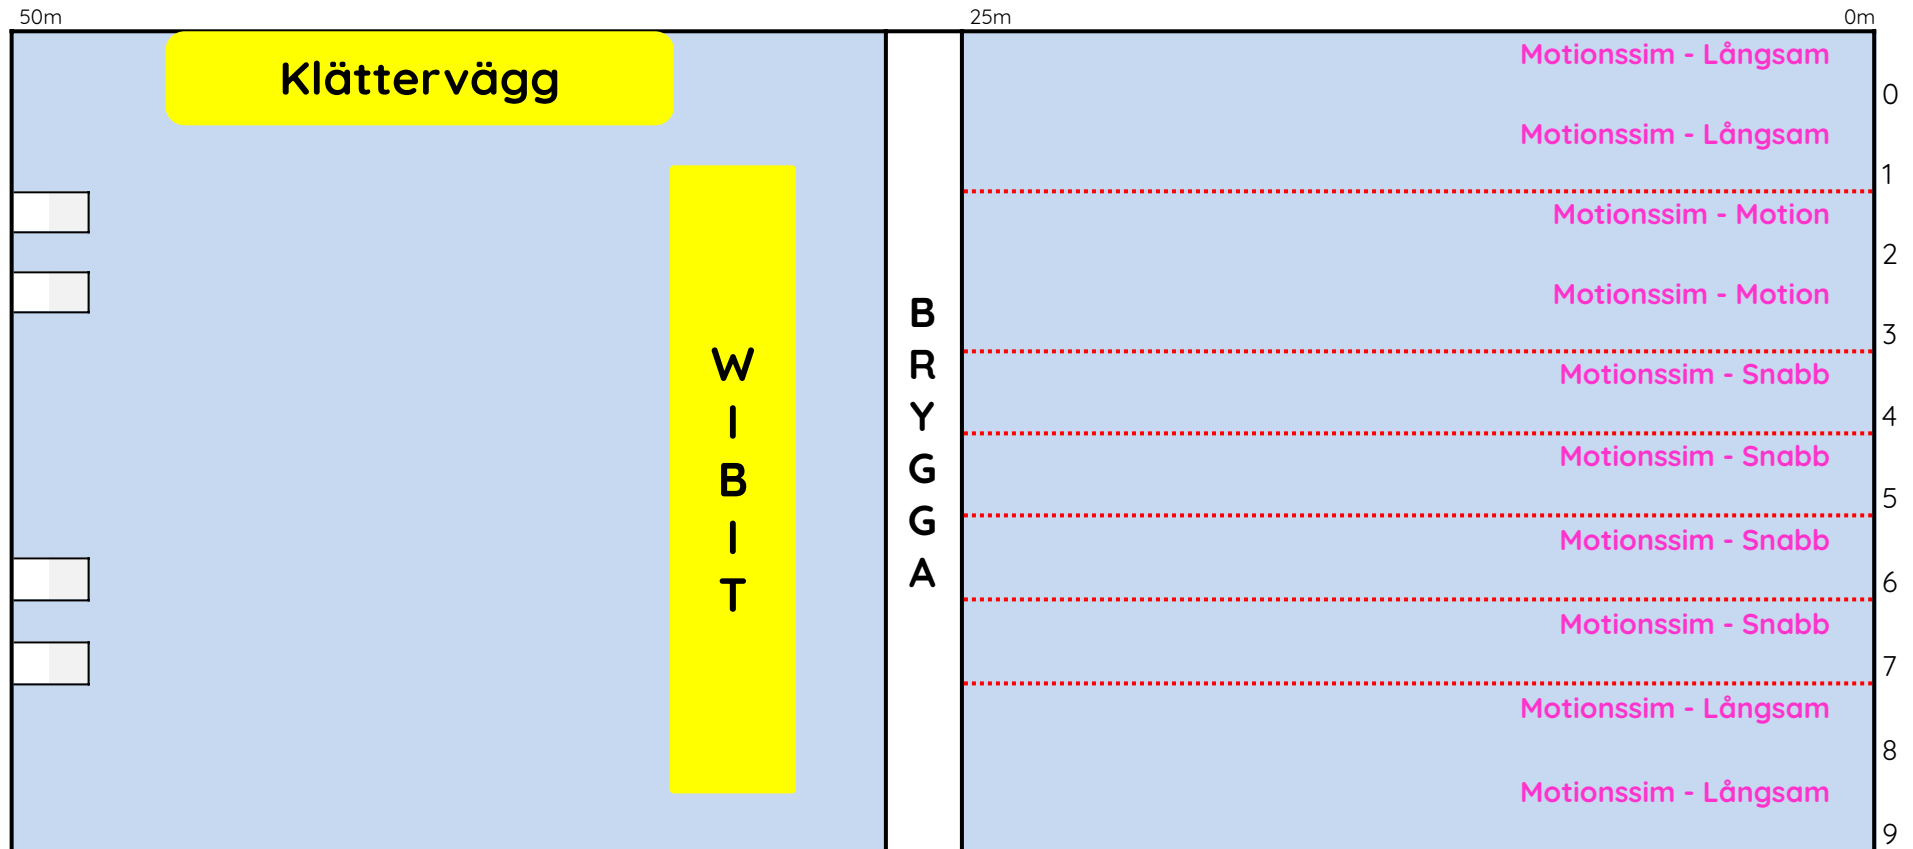 50m
25m
0m
Klättervägg
WIBIT
BRYGGA
Motionssim - Långsam
0
Motionssim - Långsam
1
Motionssim - Motion
2
Motionssim - Motion
3
Motionssim - Snabb
4
Motionssim - Snabb
5
Motionssim - Snabb
6
Motionssim - Snabb
7
Motionssim - Långsam
8
Motionssim - Långsam
9